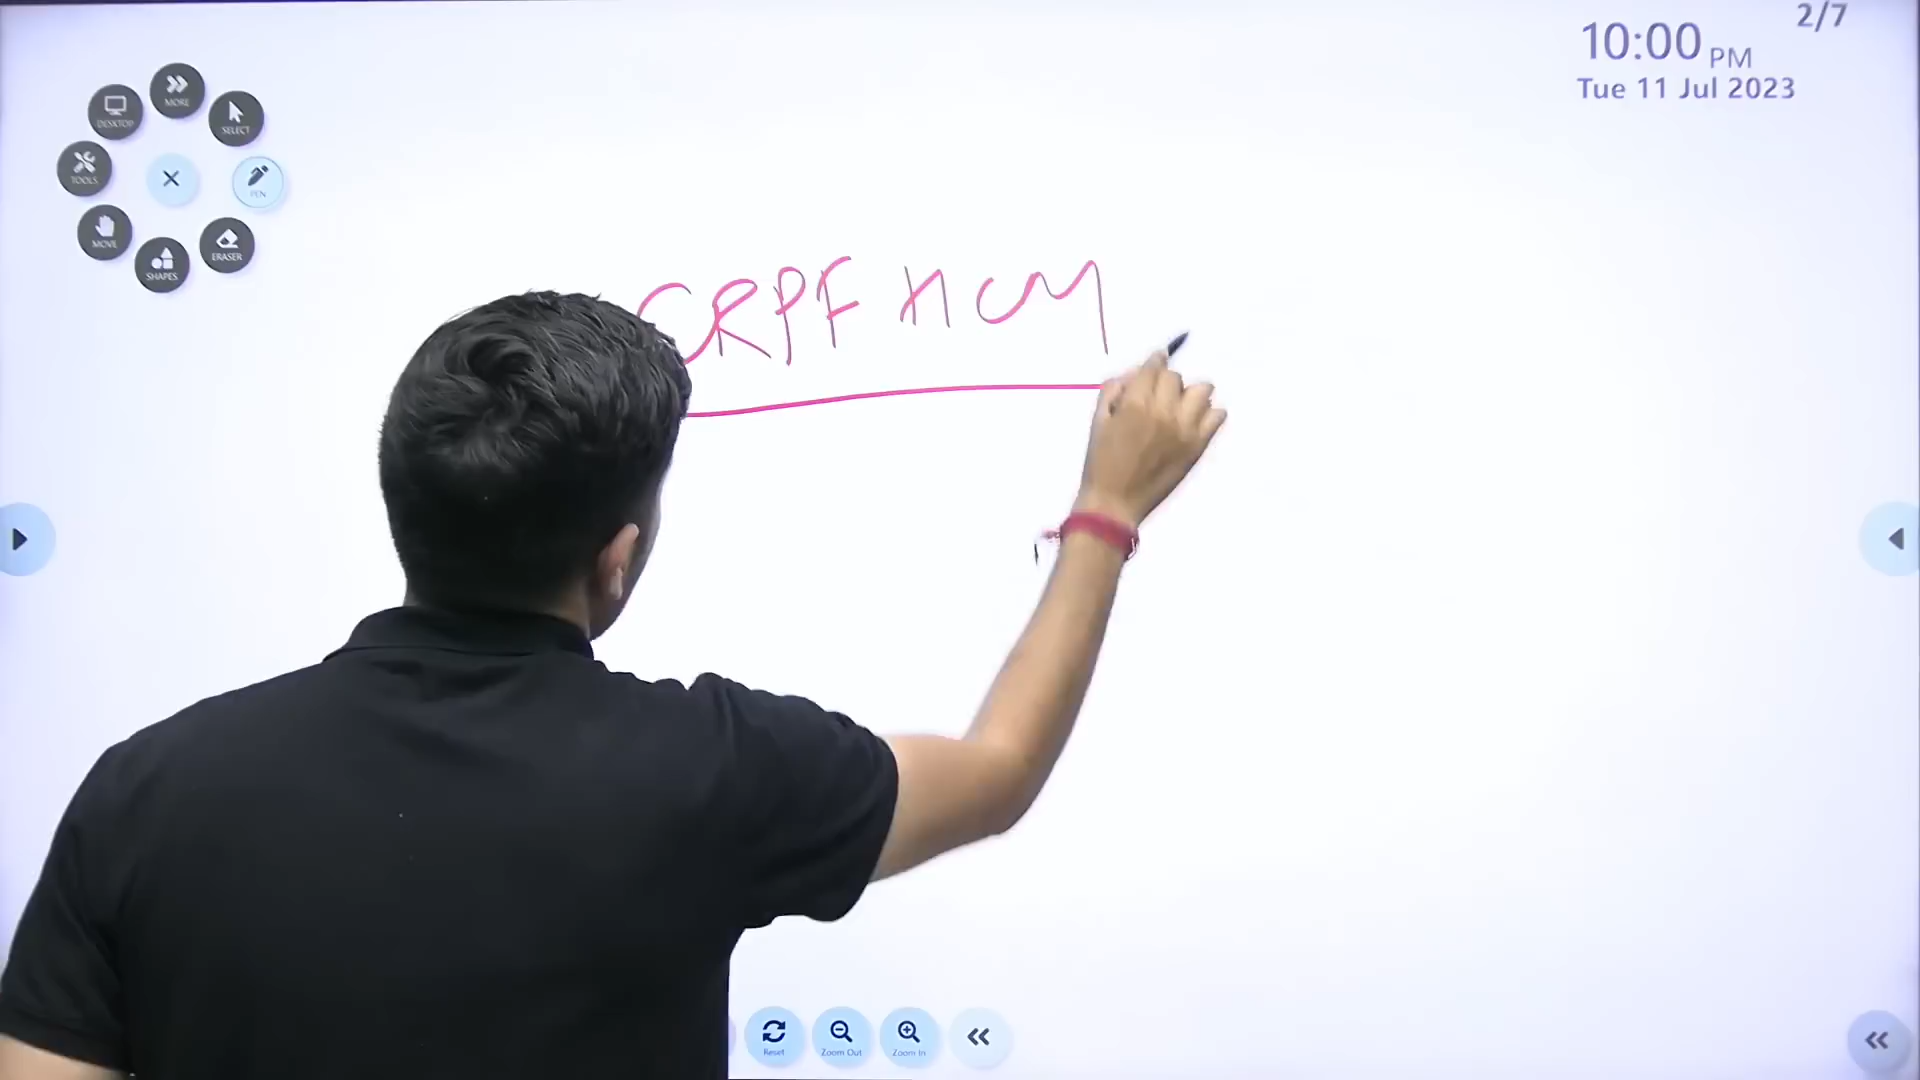 2/7
10:00 PM
Tue 11 Jul 2023
MORE
DESKTOP
SELECT
TOOLS
PEN
MOVE
ERASER
SHAPES
CRPF HCM
Reset
Zoom Out
Zoom In